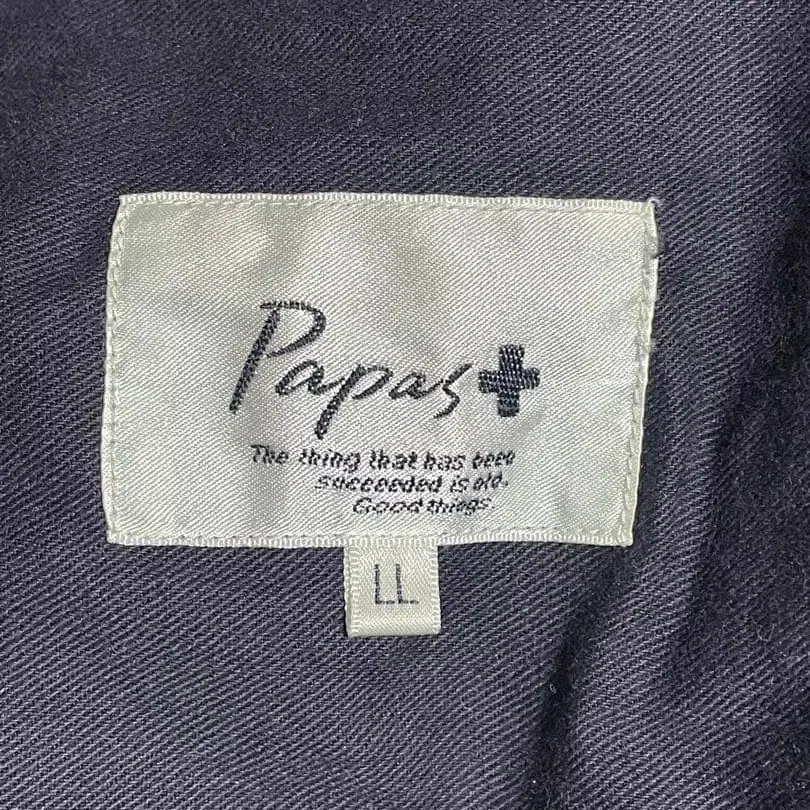 Papas+
The thing that has been
succeeded is old.
Good things.
LL